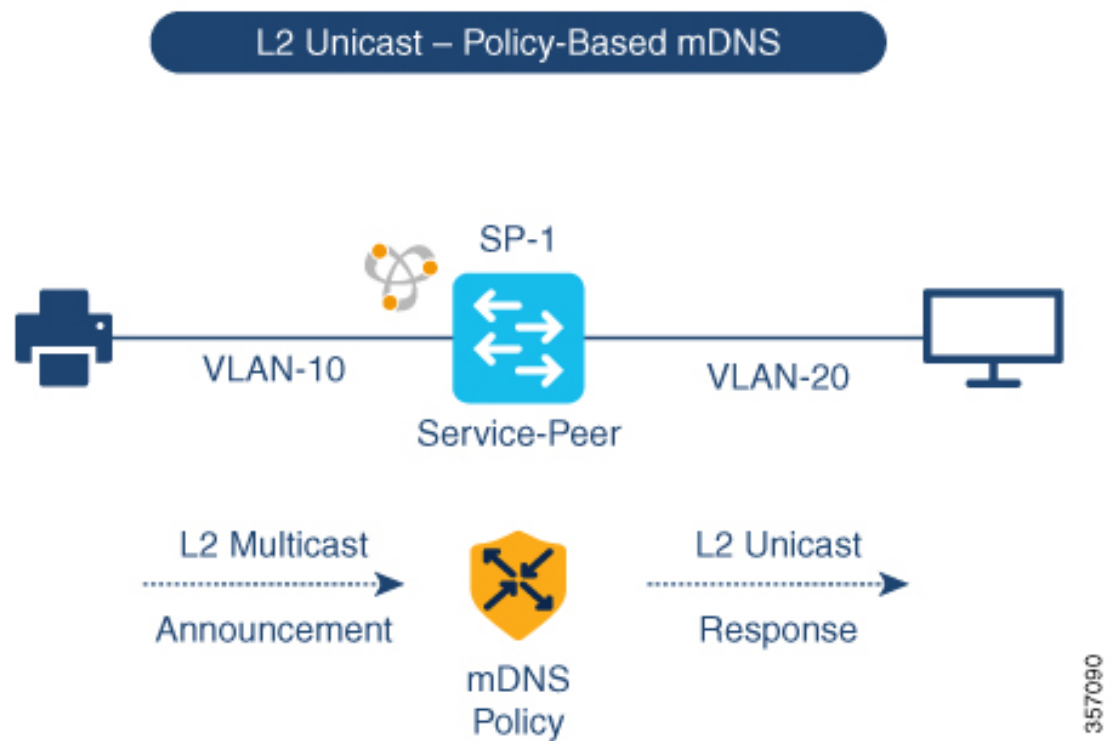 L2 Unicast – Policy-Based mDNS
SP-1
VLAN-10
VLAN-20
Service-Peer
L2 Multicast
Announcement
L2 Unicast
Response
mDNS
Policy
357090